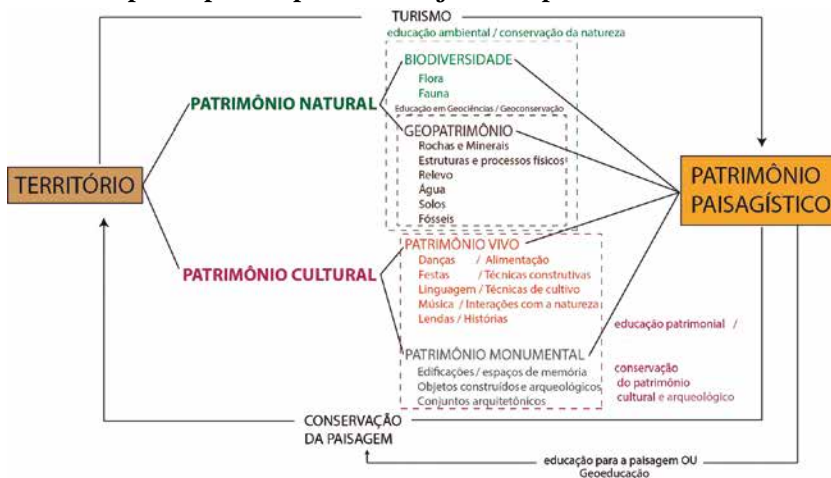 TURISMO
educação ambiental / conservação da natureza
BIODIVERSIDADE
Flora
Fauna
PATRIMÔNIO NATURAL
Educação em Geociências / Geoconservação
GEOPATRIMÔNIO
Rochas e Minerais
Estruturas e processos físicos
Relevo
Água
Solos
Fósseis
TERRITÓRIO
PATRIMÔNIO
PAISAGÍSTICO
PATRIMÔNIO VIVO
Danças / Alimentação
Festas / Técnicas construtivas
Linguagem / Técnicas de cultivo
Música / Interações com a natureza
Lendas / Histórias
PATRIMÔNIO CULTURAL
educação patrimonial /
PATRIMÔNIO MONUMENTAL
Edificações / espaços de memória
Objetos construídos e arqueológicos
Conjuntos arquitetônicos
conservação
do patrimônio
cultural e arqueológico
CONSERVAÇÃO
DA PAISAGEM
educação para a paisagem OU
Geoeducação